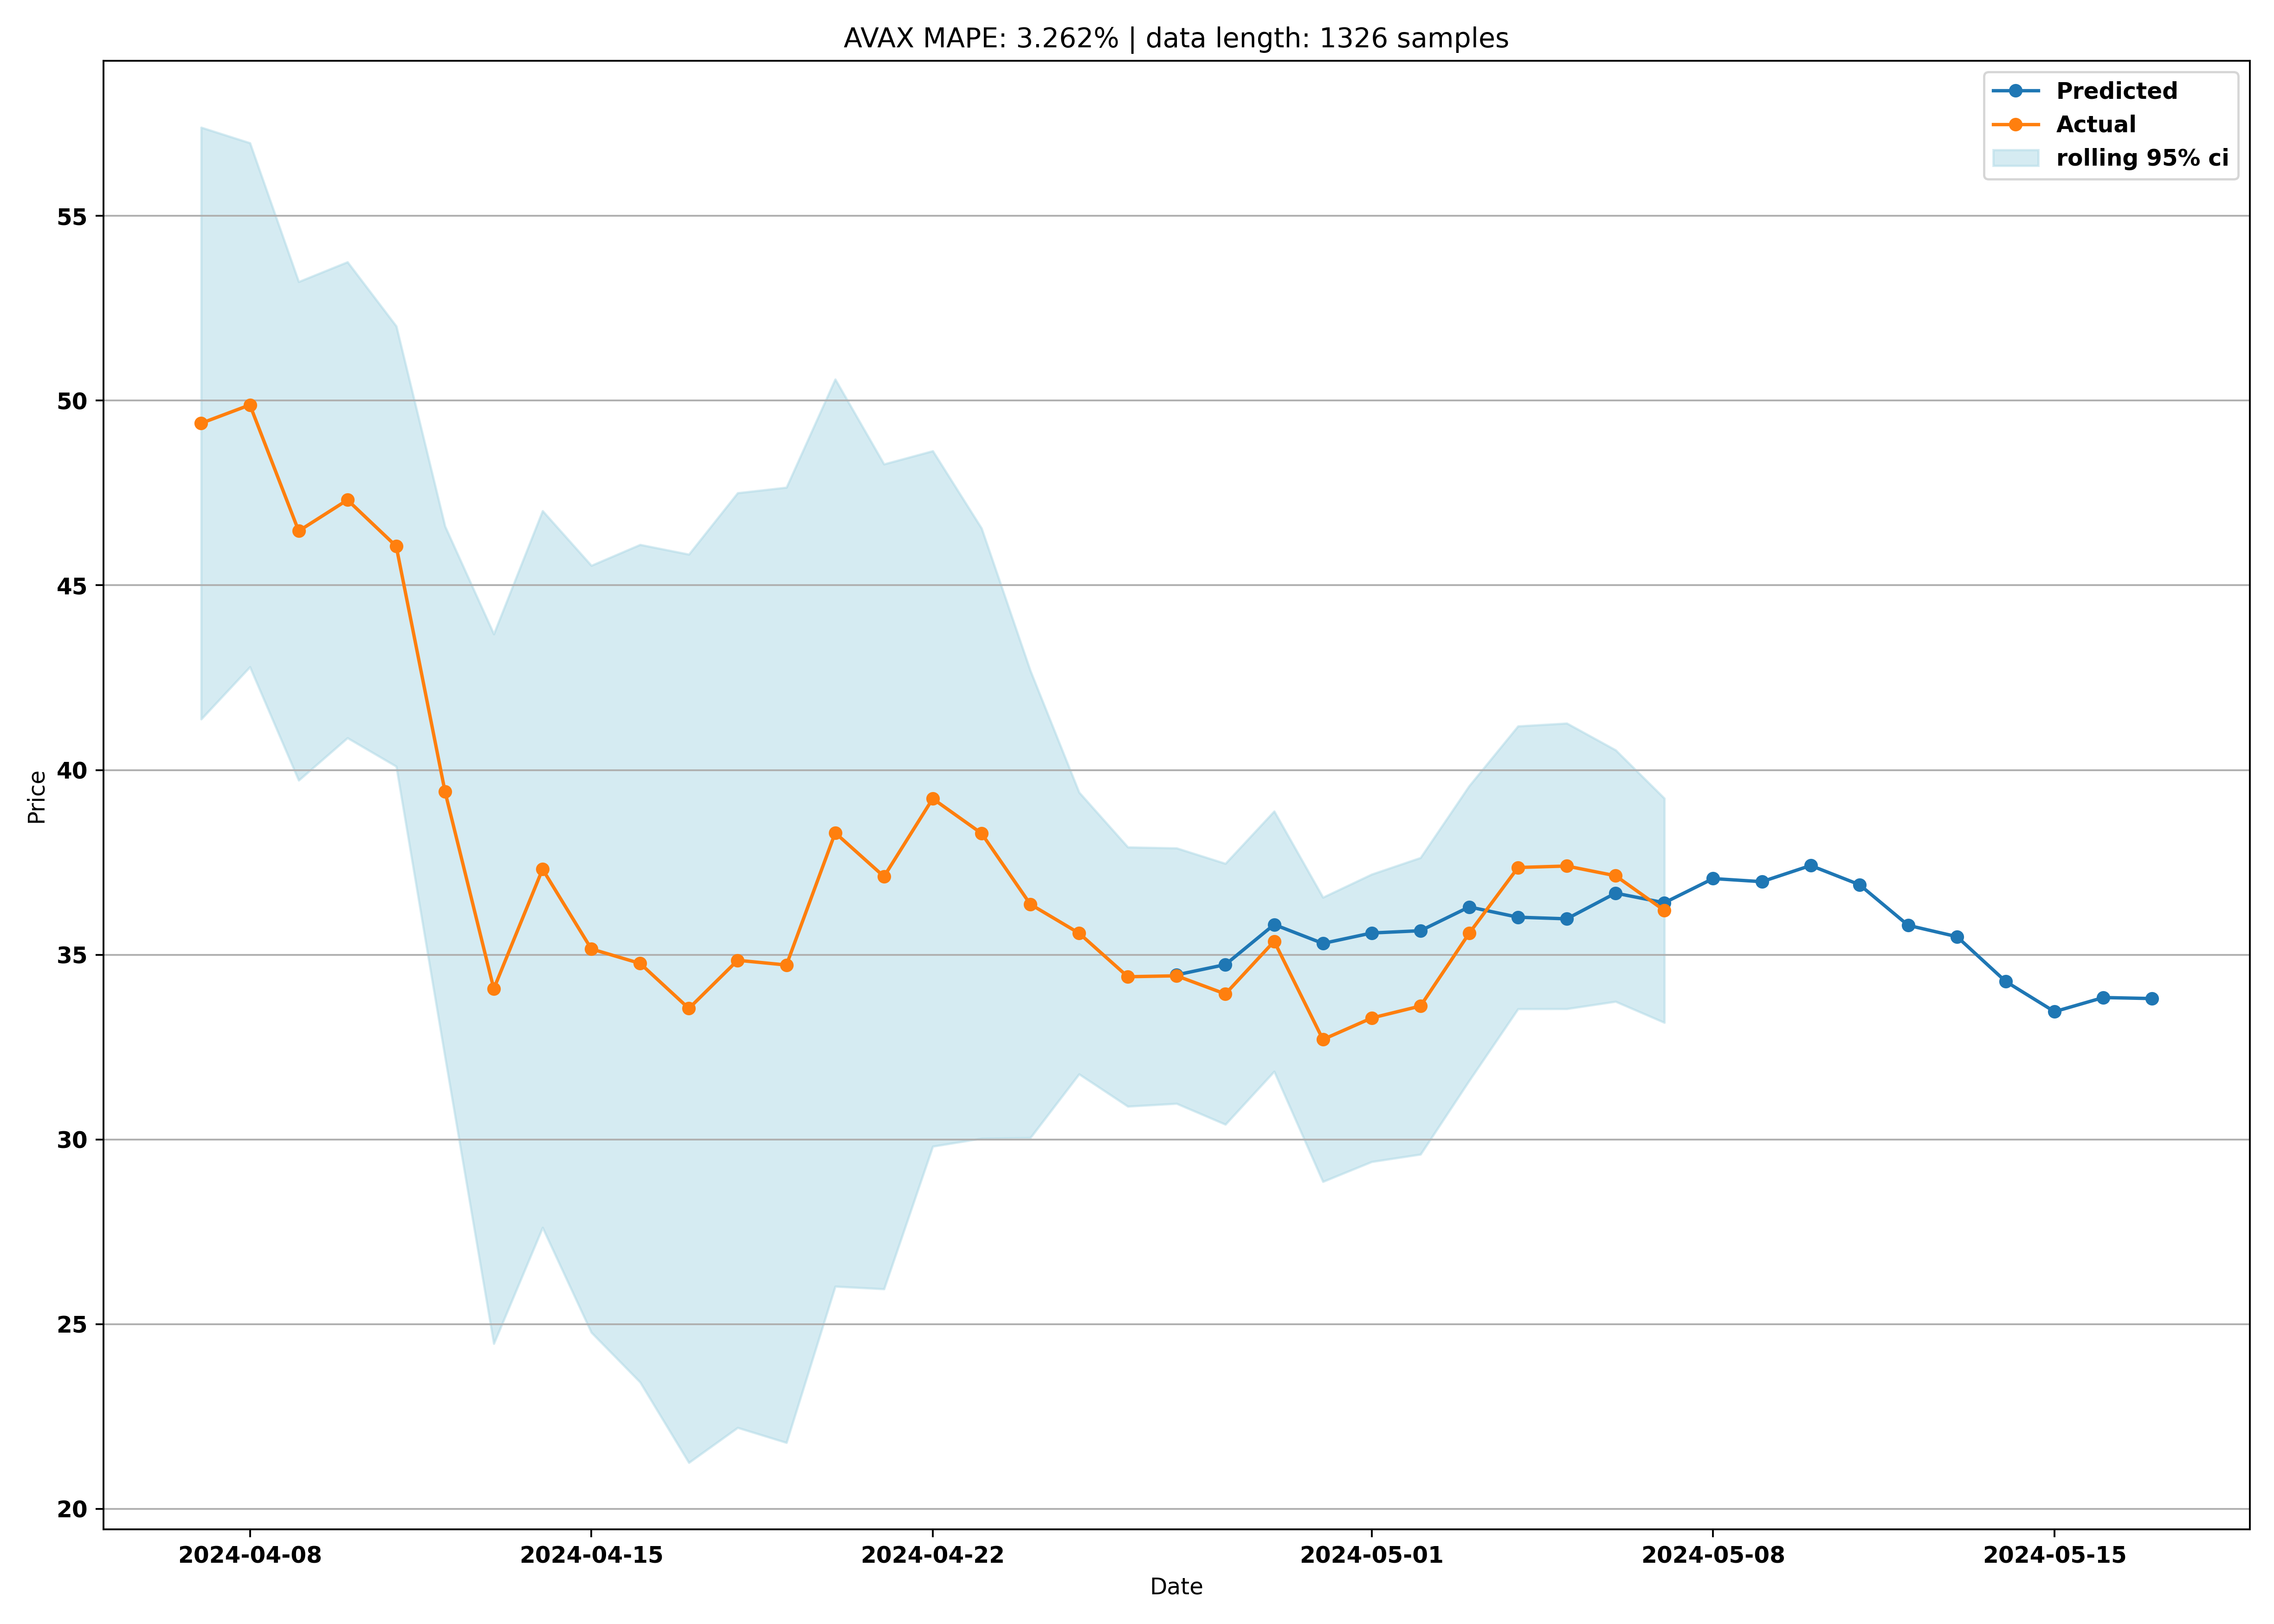 AVAX MAPE: 3.262% | data length: 1326 samples
Predicted
Actual
rolling 95% ci
55
50
45
40
35
30
25
20
Price
2024-04-08 2024-04-15 2024-04-22 2024-05-01 2024-05-08 2024-05-15
Date